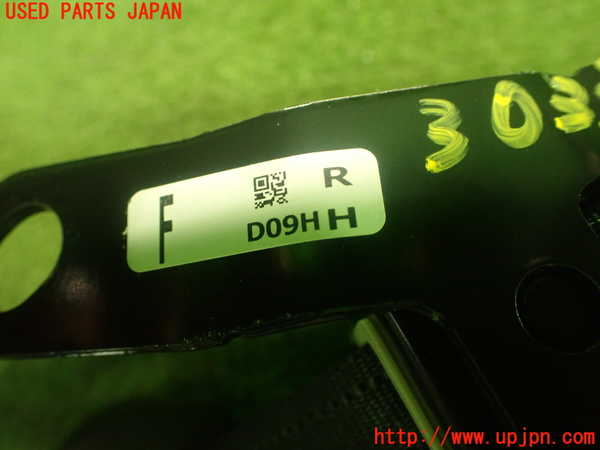 USED PARTS JAPAN
303
F
R
D09H H
http://www.upjpn.com